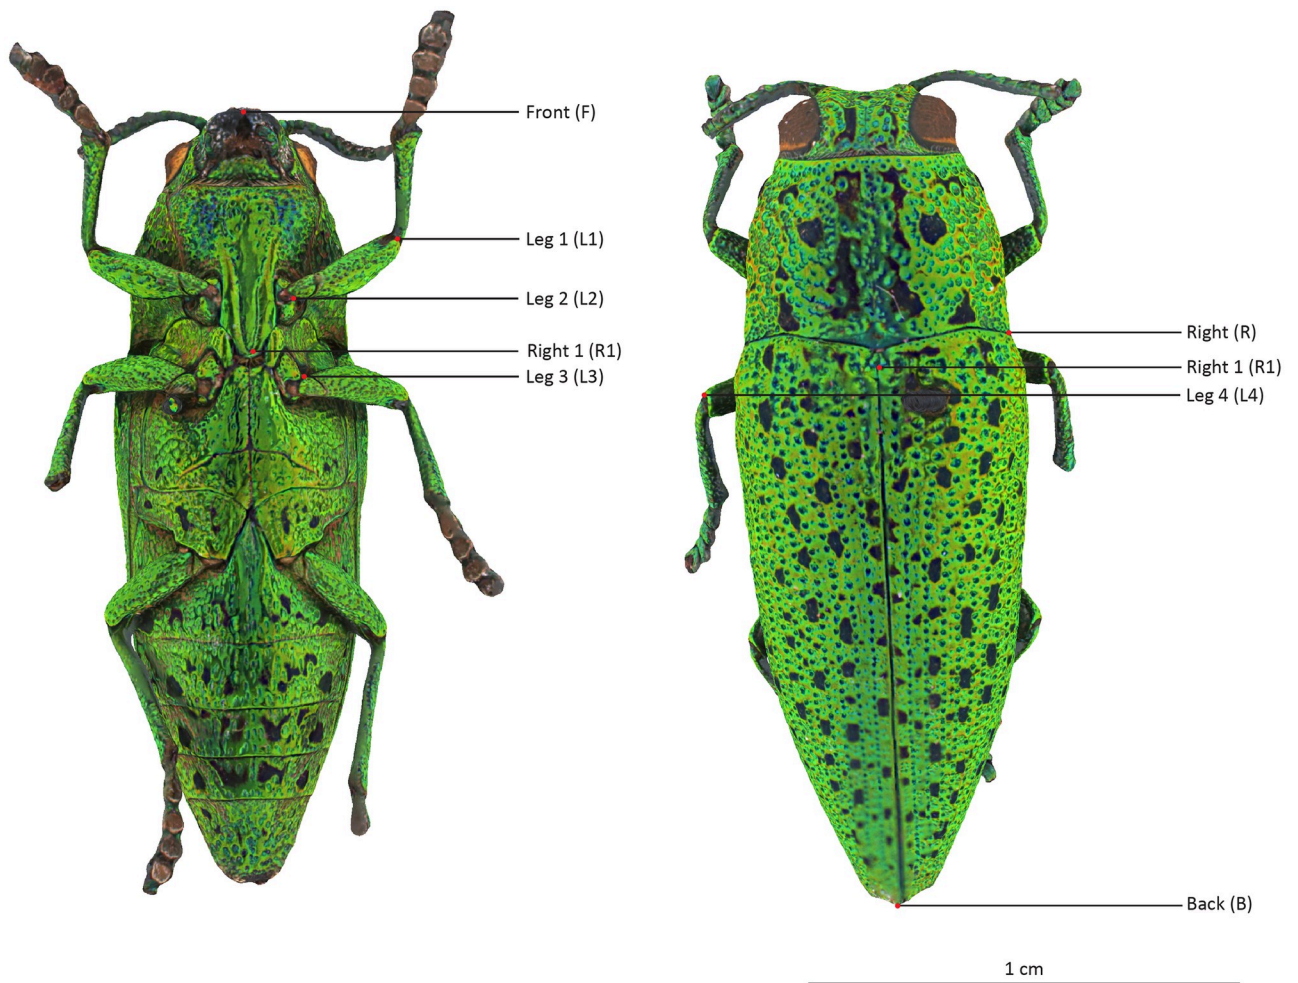 Front (F)
Leg 1 (L1)
Leg 2 (L2)
Right 1 (R1)
Leg 3 (L3)
Right (R)
Right 1 (R1)
Leg 4 (L4)
Back (B)
1 cm